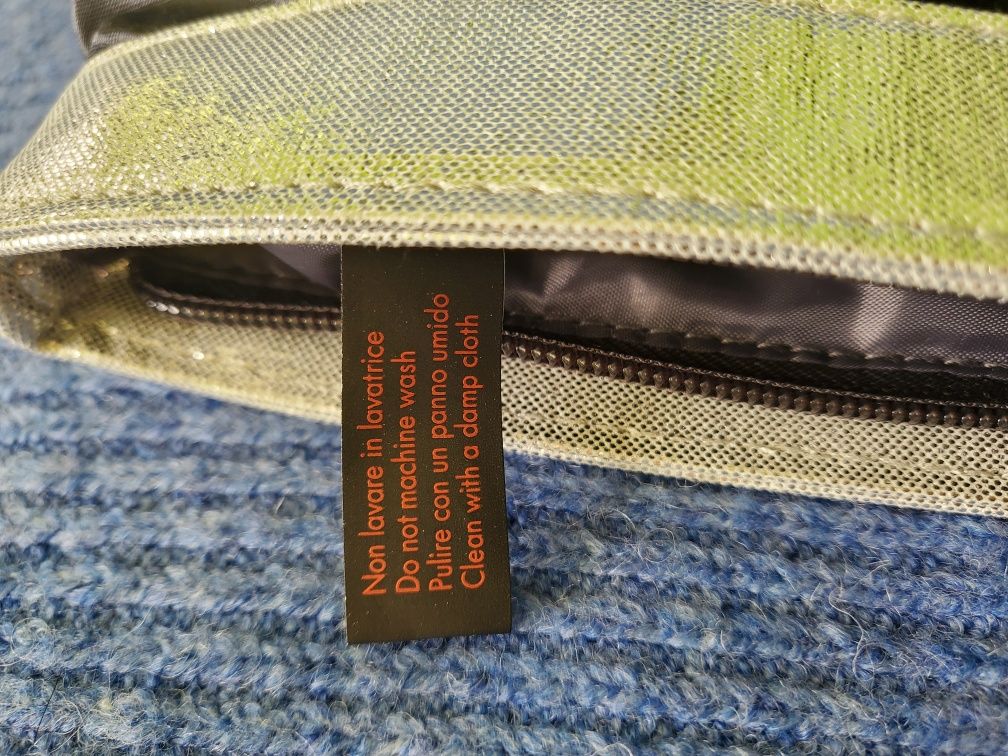 Non lavare in lavatrice
Do not machine wash
Pulire con un panno umido
Clean with a damp cloth